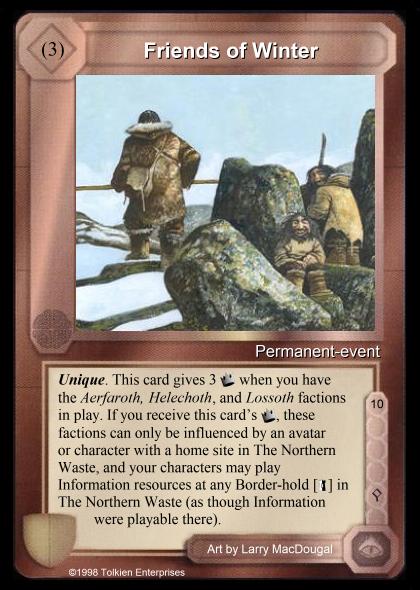 (3)
Friends of Winter
Permanent-event
Unique. This card gives 3 when you have
the Aerfaroth, Helechoth, and Lossoth factions
in play. If you receive this card's , these
factions can only be influenced by an avatar
or character with a home site in The Northern
Waste, and your characters may play
Information resources at any Border-hold [ ] in
The Northern Waste (as though Information
were playable there).
10
Art by Larry MacDougal
©1998 Tolkien Enterprises